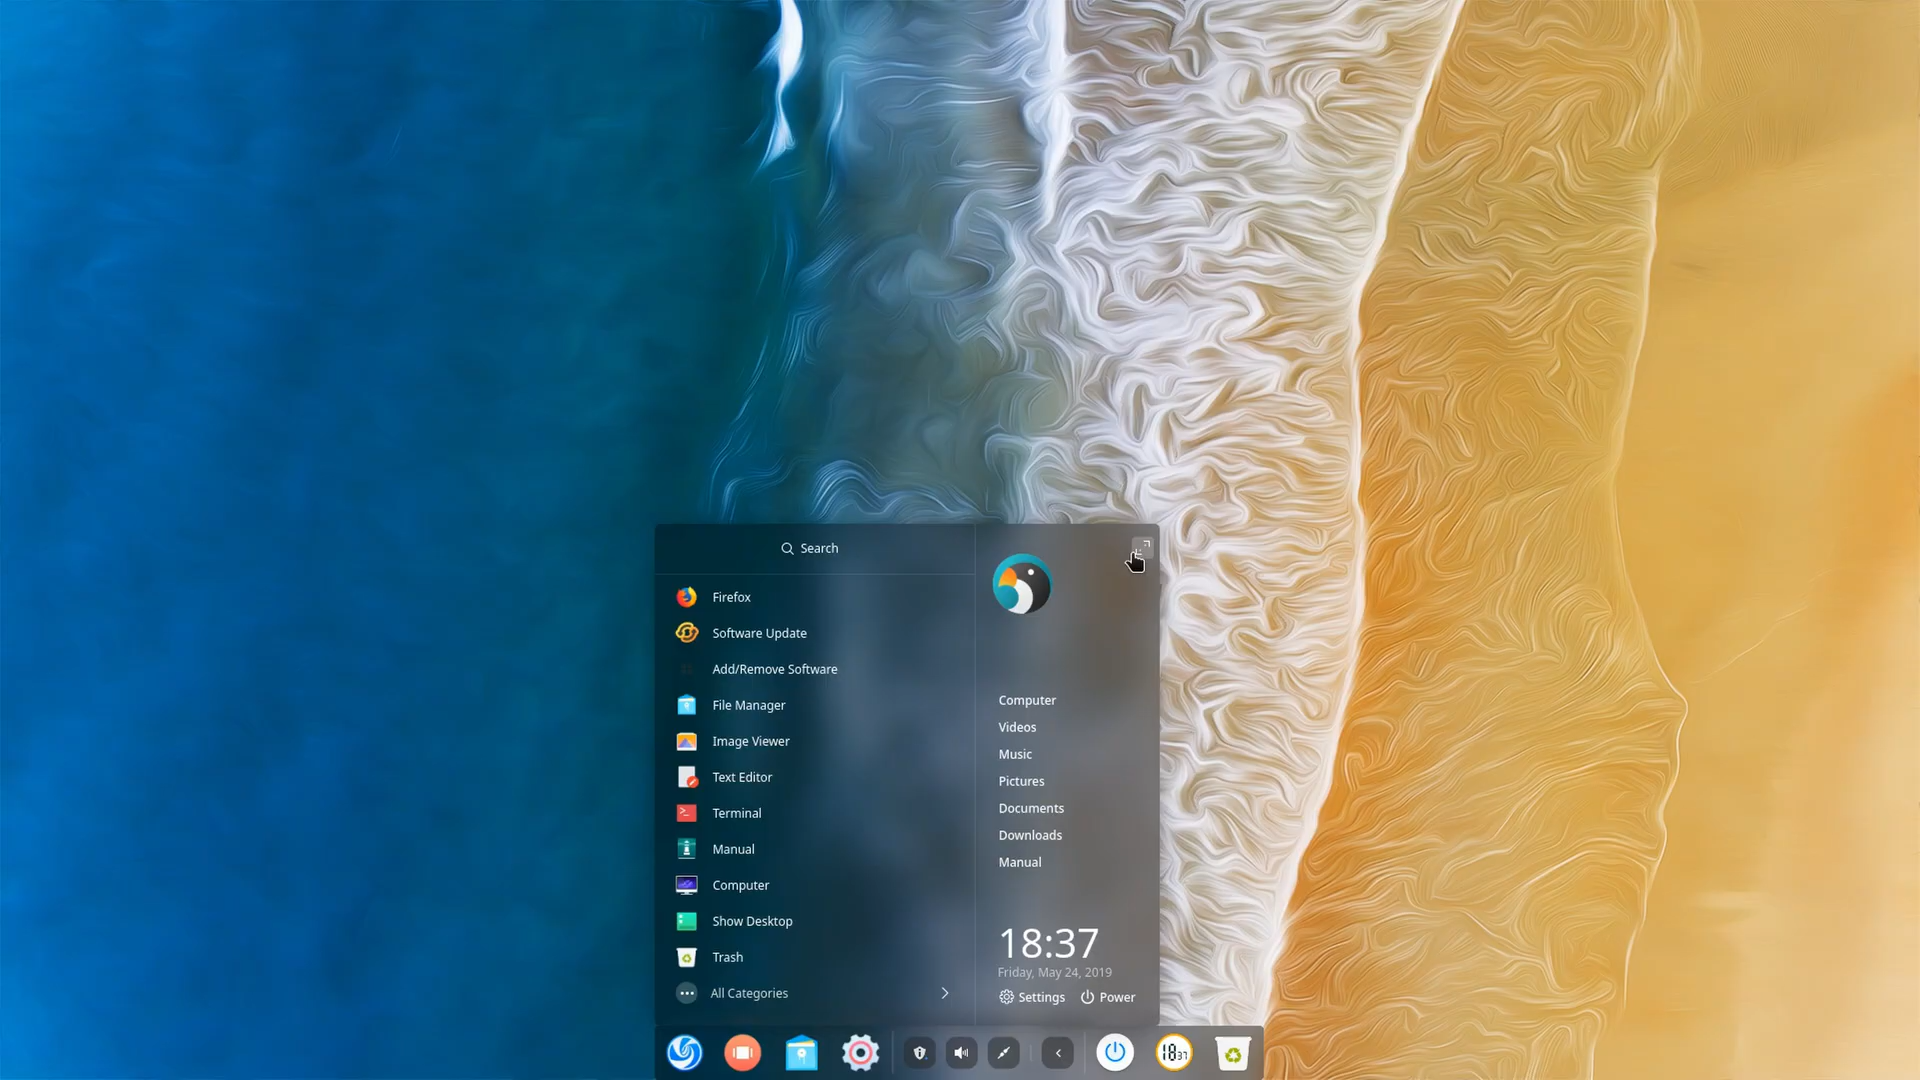 Search
Firefox
Software Update
Add/Remove Software
File Manager
Image Viewer
Text Editor
Terminal
Manual
Computer
Show Desktop
Trash
All Categories
Computer
Videos
Music
Pictures
Documents
Downloads
Manual
18:37
Friday, May 24, 2019
Settings
Power
1837